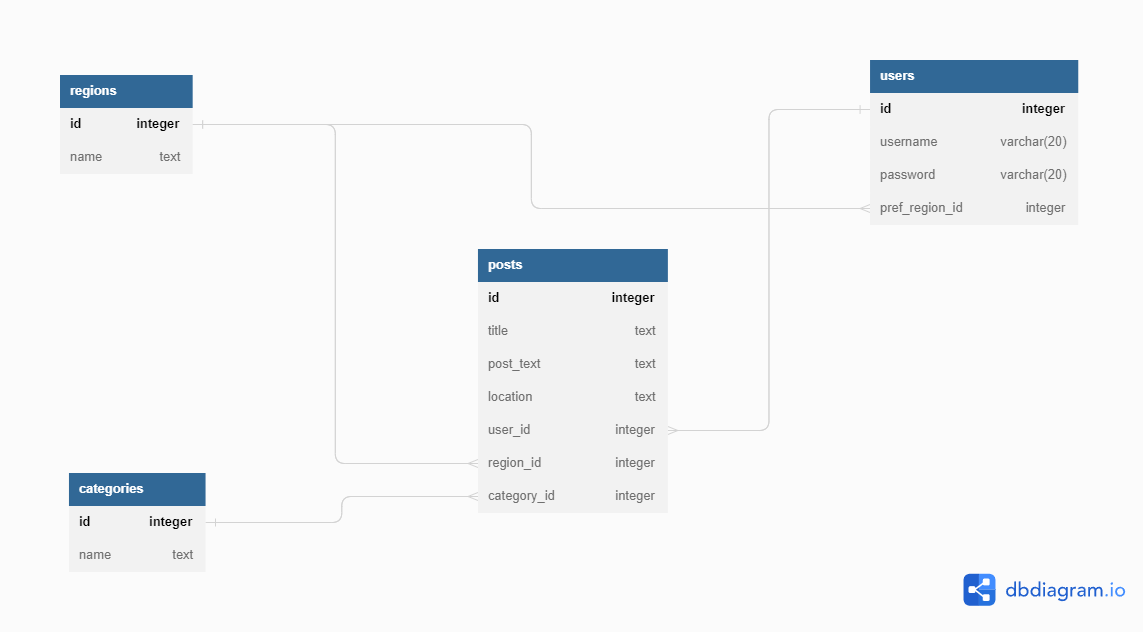 regions
id integer
name text
users
id integer
username varchar(20)
password varchar(20)
pref_region_id integer
posts
id integer
title text
post_text text
location text
user_id integer
region_id integer
category_id integer
categories
id integer
name text
dbdiagram.io